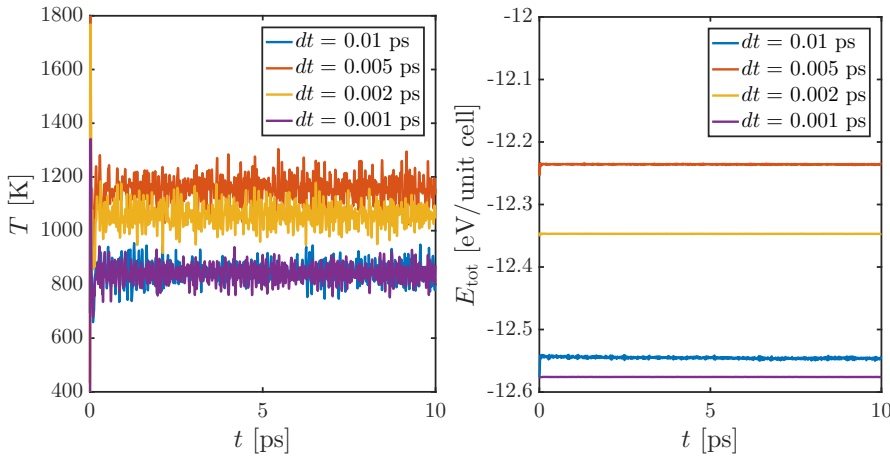 1800
1600
1400
1200
1000
800
600
400
T [K]
0
5
10
t [ps]
dt = 0.01 ps
dt = 0.005 ps
dt = 0.002 ps
dt = 0.001 ps
-12
-12.1
-12.2
-12.3
-12.4
-12.5
-12.6
E_tot [eV/unit cell]
0
5
10
t [ps]
dt = 0.01 ps
dt = 0.005 ps
dt = 0.002 ps
dt = 0.001 ps